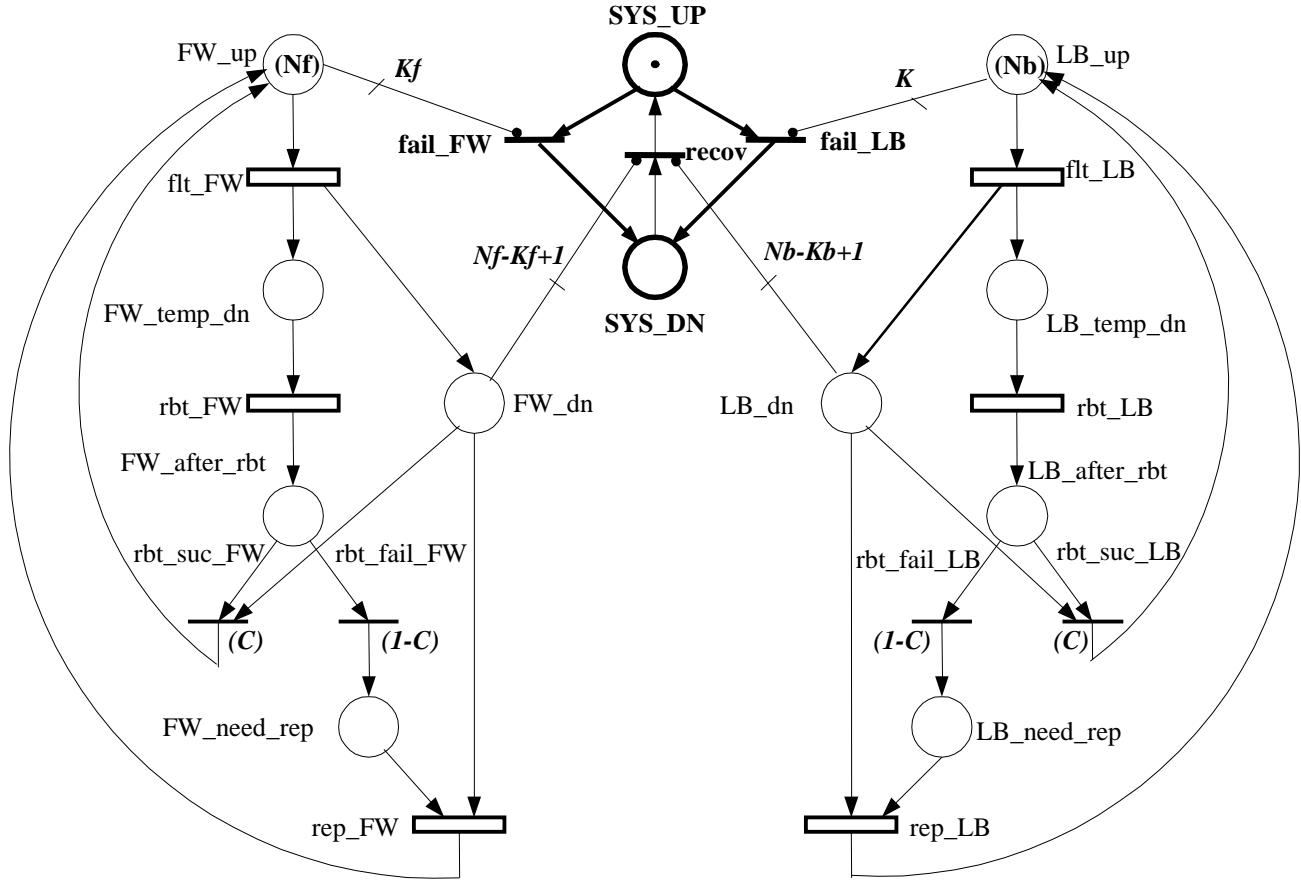 SYS_UP
FW_up
(Nf)
Kf
K
(Nb)
LB_up
fail_FW
recov
fail_LB
flt_FW
flt_LB
Nf-Kf+1
Nb-Kb+1
FW_temp_dn
SYS_DN
LB_temp_dn
rbt_FW
FW_dn
LB_dn
rbt_LB
FW_after_rbt
LB_after_rbt
rbt_suc_FW
rbt_fail_FW
rbt_fail_LB
rbt_suc_LB
(C)
(1-C)
(1-C)
(C)
FW_need_rep
LB_need_rep
rep_FW
rep_LB